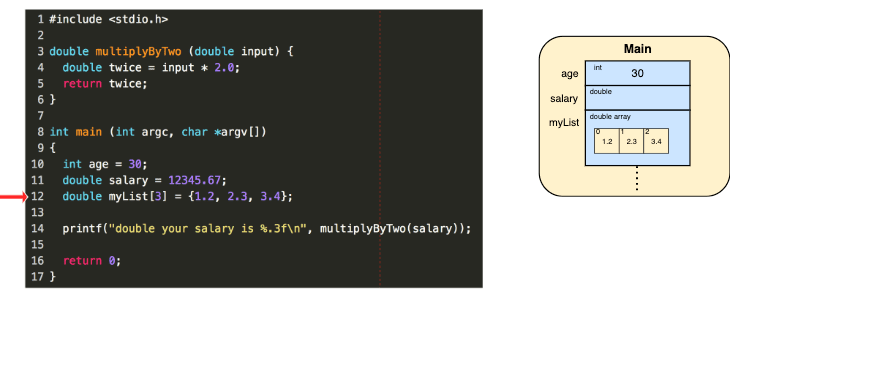 1 #include <stdio.h>
2
3 double multiplyByTwo (double input) {
4   double twice = input * 2.0;
5   return twice;
6 }
7
8 int main (int argc, char *argv[])
9 {
10   int age = 30;
11   double salary = 12345.67;
12   double myList[3] = {1.2, 2.3, 3.4};
13
14   printf("double your salary is %.3f\n", multiplyByTwo(salary));
15
16   return 0;
17 }
Main
age int 30
salary double
myList double array
0 1 2
1.2 2.3 3.4